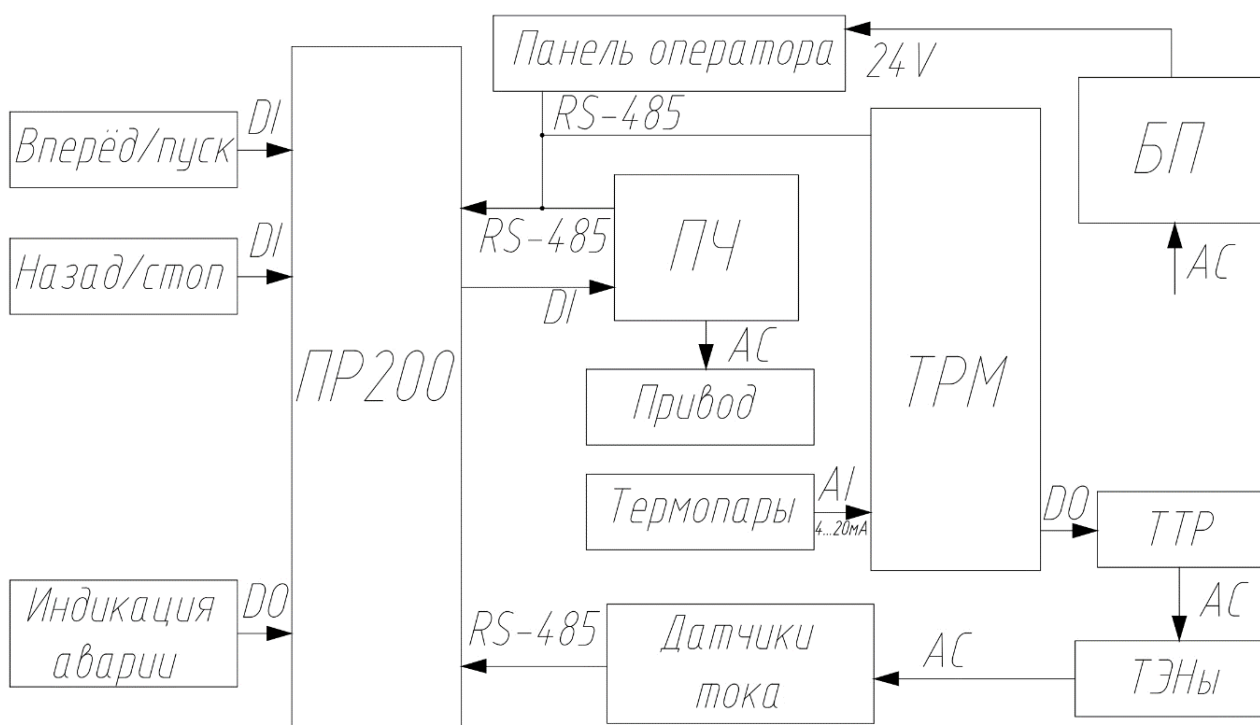 Панель оператора
24V
RS-485
БП
DI
Вперёд/пуск
DI
Назад/стоп
RS-485
ПЧ
AC
DI
ПР200
AC
ТРМ
Привод
Термопары
AI
4...20мА
DO
ТТР
AC
Индикация
аварии
DO
RS-485
Датчики
тока
AC
ТЭНы